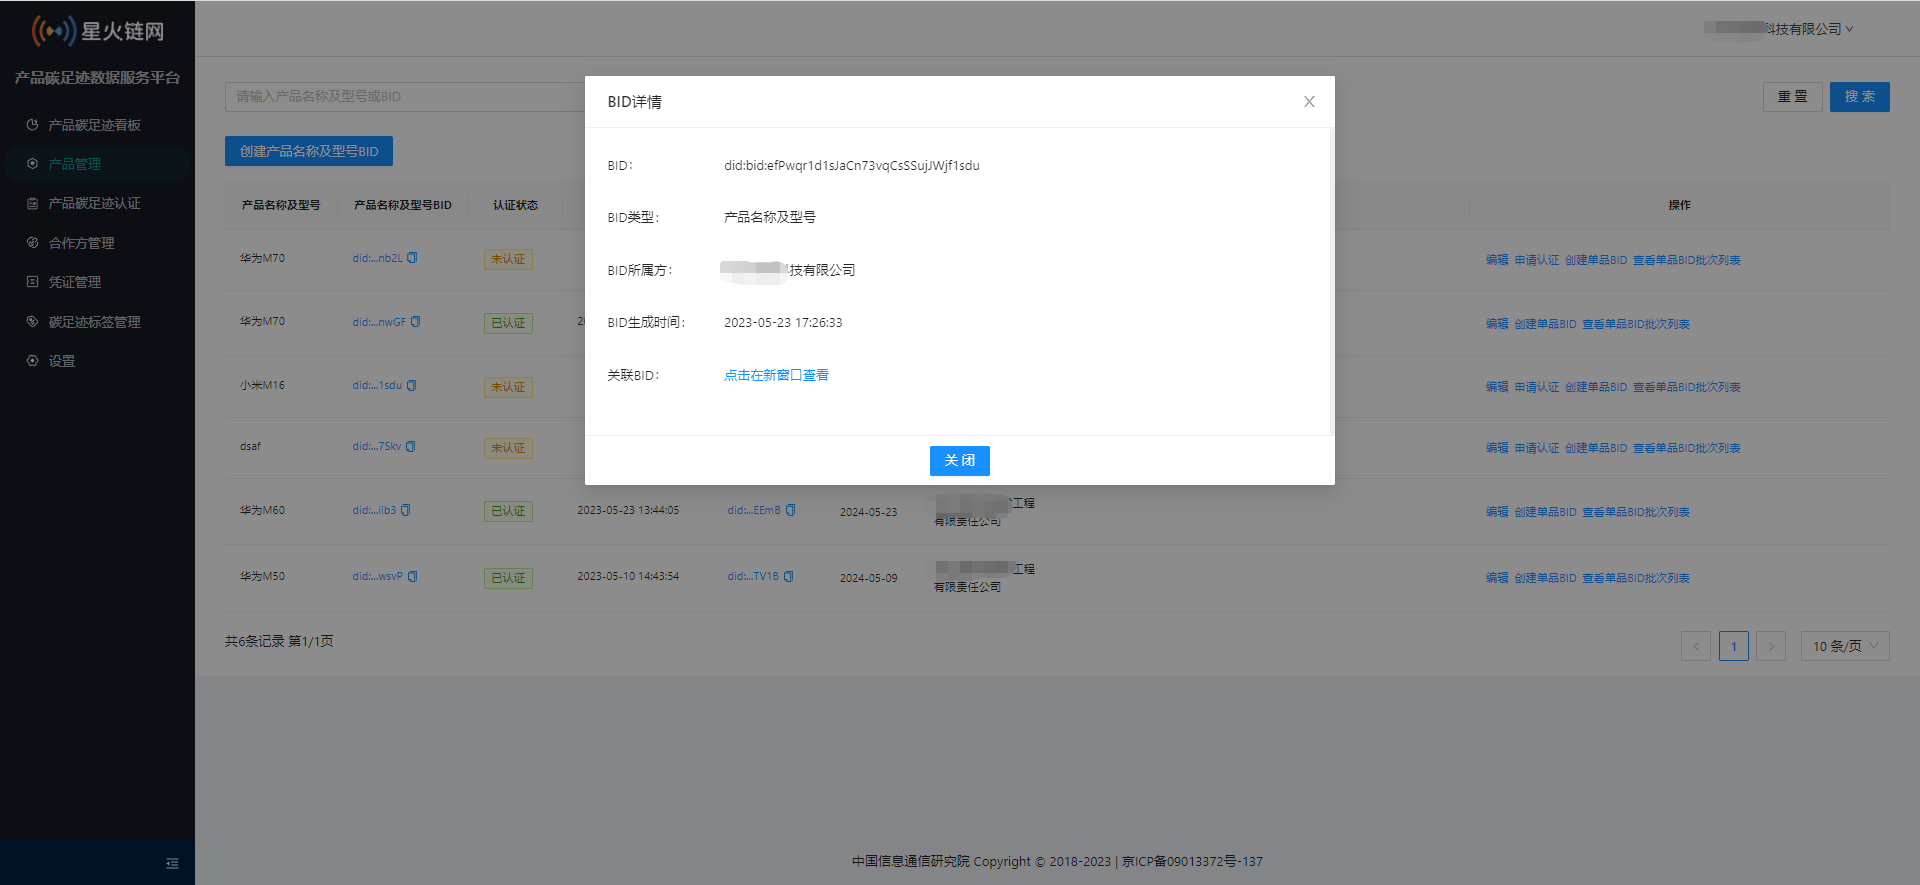 星火链网
科技有限公司
产品碳足迹数据服务平台
请输入产品名称及型号或BID
重 置
搜 索
产品碳足迹看板
产品管理
产品碳足迹认证
合作方管理
凭证管理
碳足迹标签管理
设置
创建产品名称及型号BID
产品名称及型号 产品名称及型号BID 认证状态 操作
华为M70 did:...nb2L 未认证 编辑 申请认证 创建单品BID 查看单品BID批次列表
华为M70 did:...nwGF 已认证 编辑 创建单品BID 查看单品BID批次列表
小米M16 did:...1sdu 未认证 编辑 申请认证 创建单品BID 查看单品BID批次列表
dsaf did:...7Skv 未认证 编辑 申请认证 创建单品BID 查看单品BID批次列表
华为M60 did:...iib3 已认证 2023-05-23 13:44:05 did:...EEmB 2024-05-23 工程
有限责任公司 编辑 创建单品BID 查看单品BID批次列表
华为M50 did:...wsvP 已认证 2023-05-10 14:43:54 did:...TV1B 2024-05-09 工程
有限责任公司 编辑 创建单品BID 查看单品BID批次列表
共6条记录 第1/1页
< 1 > 10 条/页
BID详情
BID： did:bid:efPwqr1d1sJaCn73vqCsSSujJWjf1sdu
BID类型： 产品名称及型号
BID所属方： 技有限公司
BID生成时间： 2023-05-23 17:26:33
关联BID： 点击在新窗口查看
关 闭
中国信息通信研究院 Copyright © 2018-2023 | 京ICP备09013372号-137